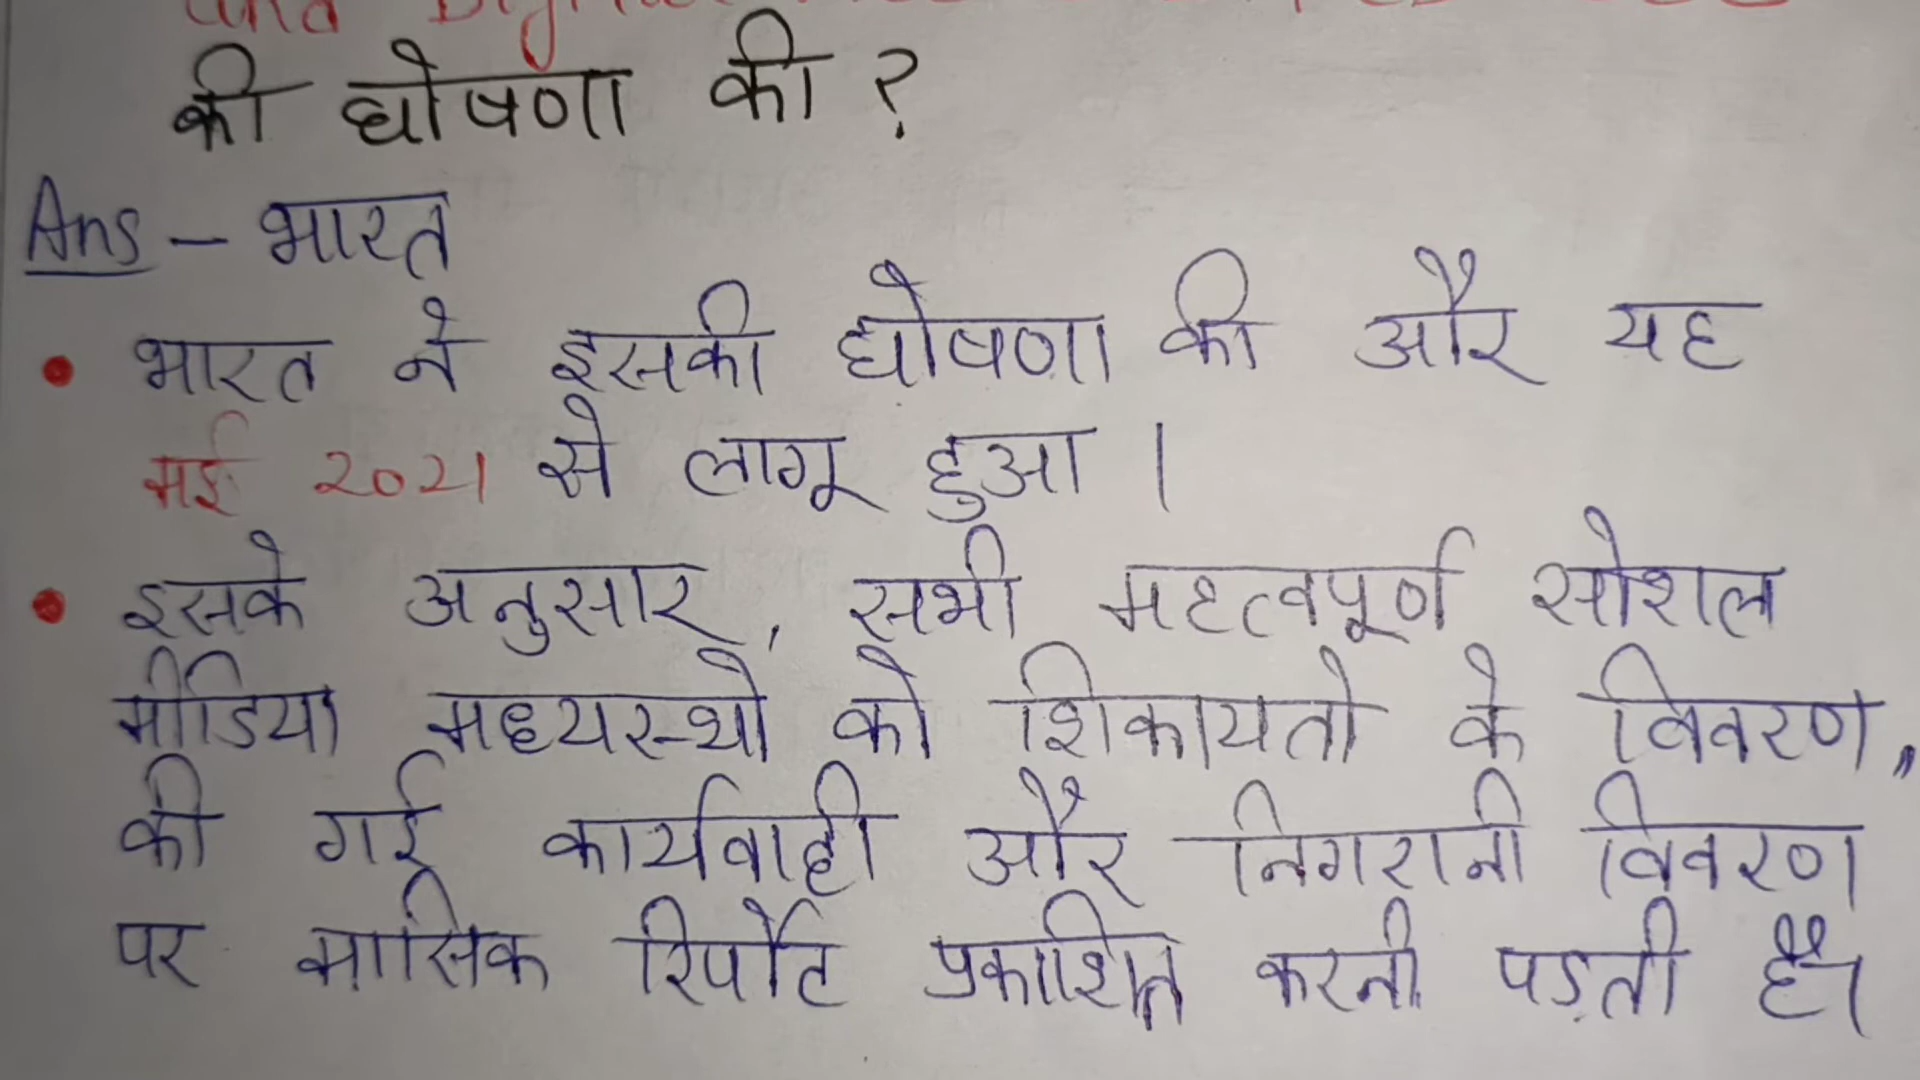 की घोषणा की ?
Ans - भारत
• भारत ने इसकी घोषणा की और यह
मई 2021 से लागू हुआ ।
• इसके अनुसार, सभी महत्वपूर्ण सोशल
मीडिया मध्यस्थो को शिकायतो के विवरण,
की गई कार्यवाही और निगरानी विवरण
पर मासिक रिपोर्ट प्रकाशित करनी पड़ती है।